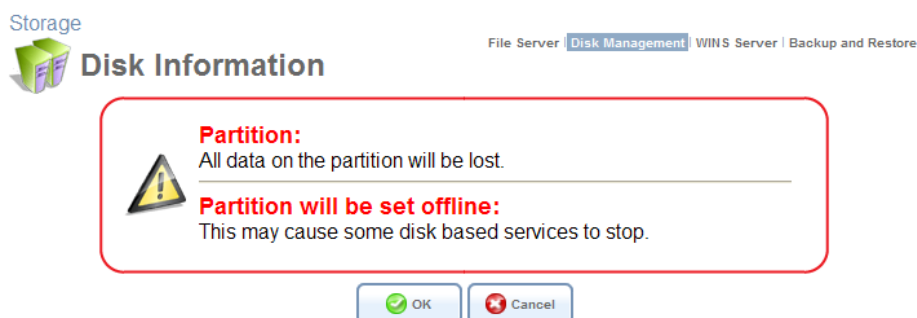 Storage
File Server | Disk Management | WINS Server | Backup and Restore
Disk Information
Partition:
All data on the partition will be lost.
Partition will be set offline:
This may cause some disk based services to stop.
OK
Cancel